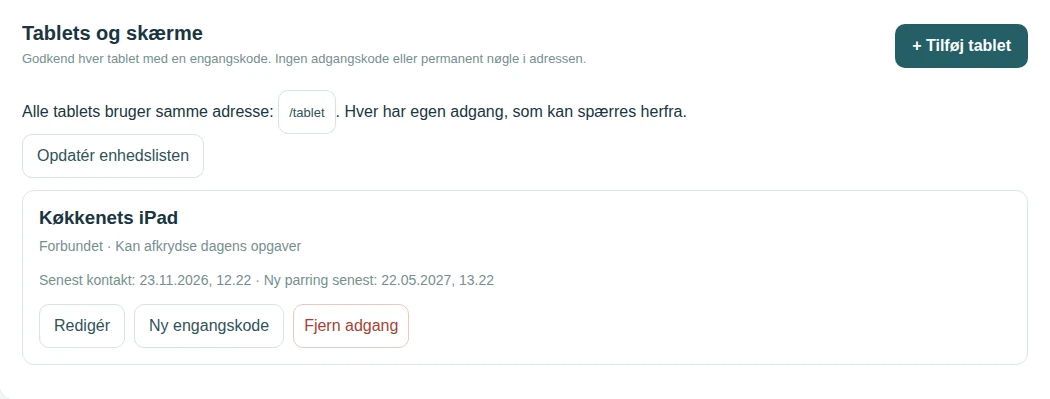 Tablets og skærme
Godkend hver tablet med en engangskode. Ingen adgangskode eller permanent nøgle i adressen.
+ Tilføj tablet
Alle tablets bruger samme adresse: /tablet. Hver har egen adgang, som kan spærres herfra.
Opdatér enhedslisten
Køkkenets iPad
Forbundet · Kan afkrydse dagens opgaver
Senest kontakt: 23.11.2026, 12.22 · Ny parring senest: 22.05.2027, 13.22
Redigér
Ny engangskode
Fjern adgang